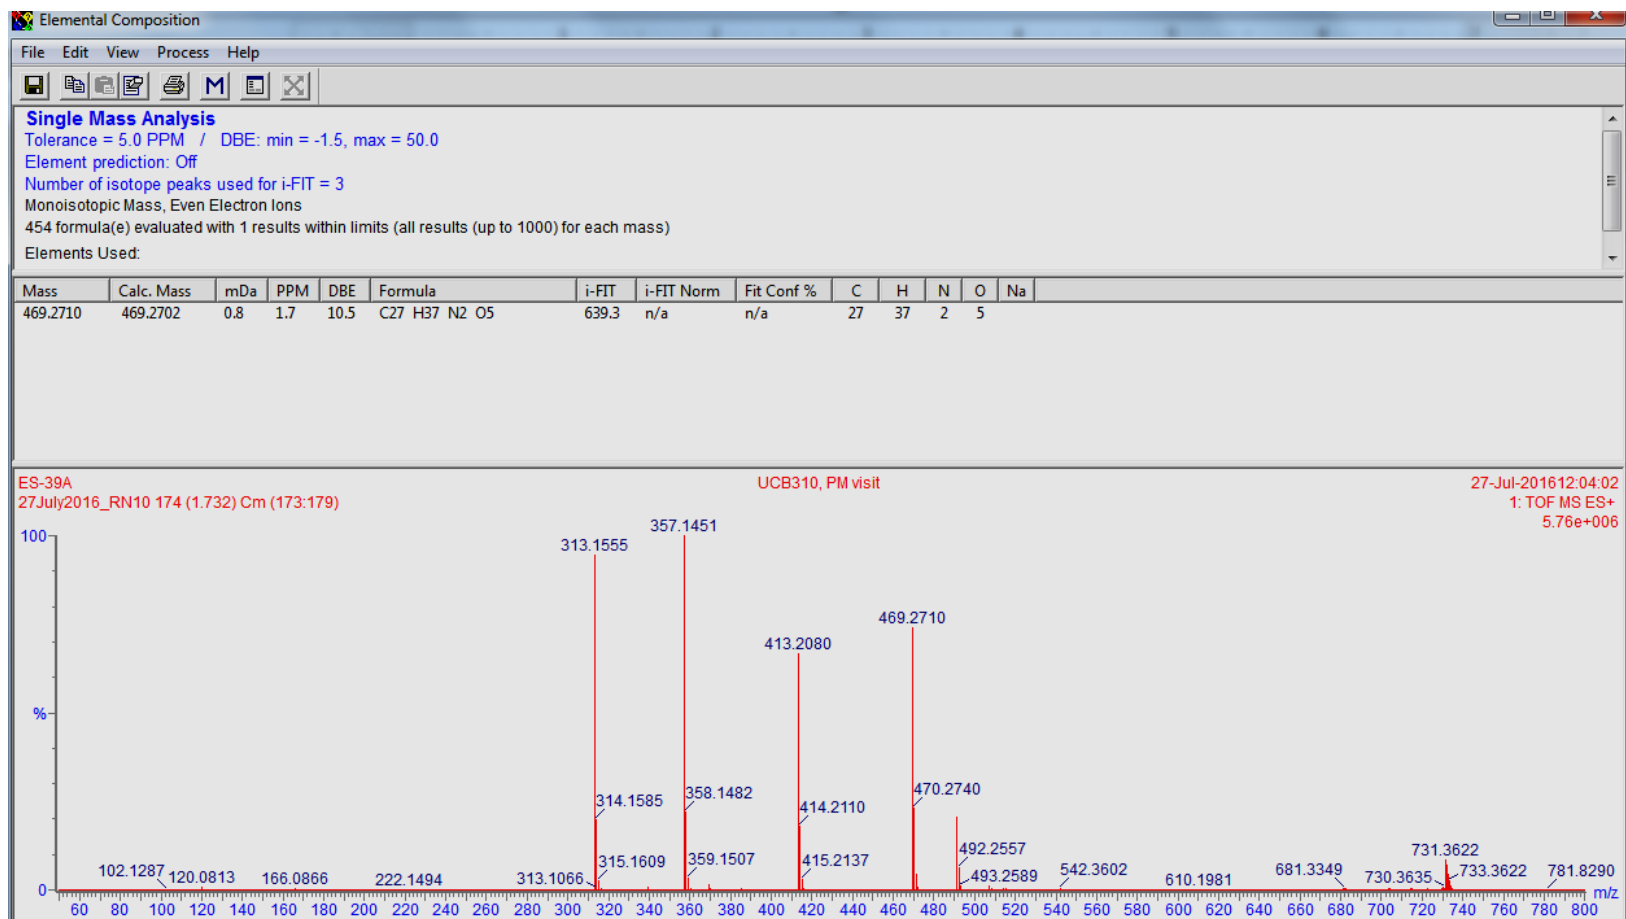 Elemental Composition
File Edit View Process Help
M
Single Mass Analysis
Tolerance = 5.0 PPM / DBE: min = -1.5, max = 50.0
Element prediction: Off
Number of isotope peaks used for i-FIT = 3
Monoisotopic Mass, Even Electron Ions
454 formula(e) evaluated with 1 results within limits (all results (up to 1000) for each mass)
Elements Used:
Mass Calc. Mass mDa PPM DBE Formula i-FIT i-FIT Norm Fit Conf % C H N O Na
469.2710 469.2702 0.8 1.7 10.5 C27 H37 N2 O5 639.3 n/a n/a 27 37 2 5
ES-39A UCB310, PM visit 27-Jul-201612:04:02
27July2016_RN10 174 (1.732) Cm (173:179) 1: TOF MS ES+
5.76e+006
357.1451
100
313.1555
469.2710
413.2080
%
470.2740
358.1482
314.1585
414.2110
492.2557
731.3622
359.1507
315.1609
415.2137
102.1287
120.0813
166.0866
222.1494
313.1066
493.2589
542.3602
610.1981
681.3349
730.3635
733.3622
781.8290
0
m/z
60 80 100 120 140 160 180 200 220 240 260 280 300 320 340 360 380 400 420 440 460 480 500 520 540 560 580 600 620 640 660 680 700 720 740 760 780 800